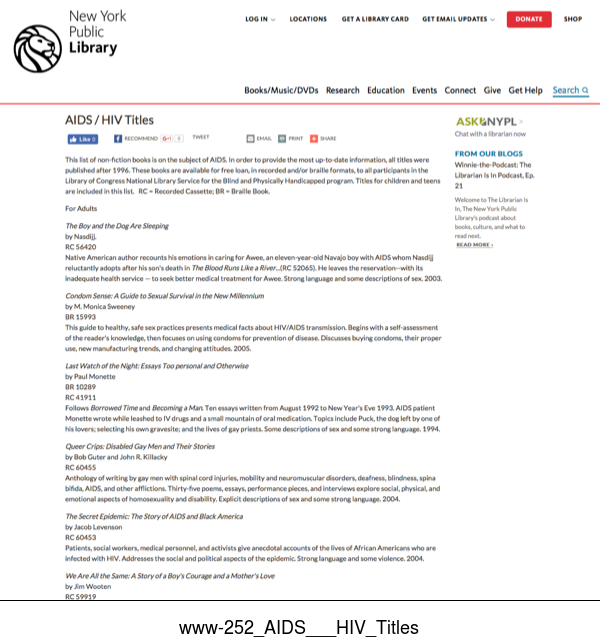 New York
Public
Library
LOG IN
LOCATIONS
GET A LIBRARY CARD
GET EMAIL UPDATES
DONATE
SHOP
Books/Music/DVDs Research Education Events Connect Give Get Help Search
AIDS / HIV Titles
Like 0
RECOMMEND
TWEET
EMAIL
PRINT
SHARE
This list of non-fiction books is on the subject of AIDS. In order to provide the most up-to-date information, all titles were
published after 1996. These books are available for free loan, in recorded and/or braille formats, to all participants in the
Library of Congress National Library Service for the Blind and Physically Handicapped program. Titles for children and teens
are included in this list. RC = Recorded Cassette; BR = Braille Book.
For Adults
The Boy and the Dog Are Sleeping
by Nasdijj.
RC 56420
Native American author recounts his emotions in caring for Awee, an eleven-year-old Navajo boy with AIDS whom Nasdijj
reluctantly adopts after his son's death in The Blood Runs Like a River...(RC 52065). He leaves the reservation--with its
inadequate health service -- to seek better medical treatment for Awee. Strong language and some descriptions of sex. 2003.
Condom Sense: A Guide to Sexual Survival in the New Millennium
by M. Monica Sweeney
BR 15993
This guide to healthy, safe sex practices presents medical facts about HIV/AIDS transmission. Begins with a self-assessment
of the reader's knowledge, then focuses on using condoms for prevention of disease. Discusses buying condoms, their proper
use, new manufacturing trends, and changing attitudes. 2005.
Last Watch of the Night: Essays Too personal and Otherwise
by Paul Monette
BR 10289
RC 41911
Follows Borrowed Time and Becoming a Man. Ten essays written from August 1992 to New Year's Eve 1993. AIDS patient
Monette wrote while leashed to IV drugs and a small mountain of oral medication. Topics include Puck, the dog left by one of
his lovers; selecting his own gravesite; and the lives of gay priests. Some descriptions of sex and some strong language. 1994.
Queer Crips: Disabled Gay Men and Their Stories
by Bob Guter and John R. Killacky
RC 60455
Anthology of writing by gay men with spinal cord injuries, mobility and neuromuscular disorders, deafness, blindness, spina
bifida, AIDS, and other afflictions. Thirty-five poems, essays, performance pieces, and interviews explore social, physical, and
emotional aspects of homosexuality and disability. Explicit descriptions of sex and some strong language. 2004.
The Secret Epidemic: The Story of AIDS and Black America
by Jacob Levenson
RC 60453
Patients, social workers, medical personnel, and activists give anecdotal accounts of the lives of African Americans who are
infected with HIV. Addresses the social and political aspects of the epidemic. Strong language and some violence. 2004.
We Are All the Same: A Story of a Boy's Courage and a Mother's Love
by Jim Wooten
RC 59919
ASK NYPL
Chat with a librarian now
FROM OUR BLOGS
Winnie-the-Podcast: The
Librarian Is In Podcast, Ep.
21
Welcome to The Librarian Is
In, The New York Public
Library's podcast about
books, culture, and what to
read next.
READ MORE ›
www-252_AIDS___HIV_Titles